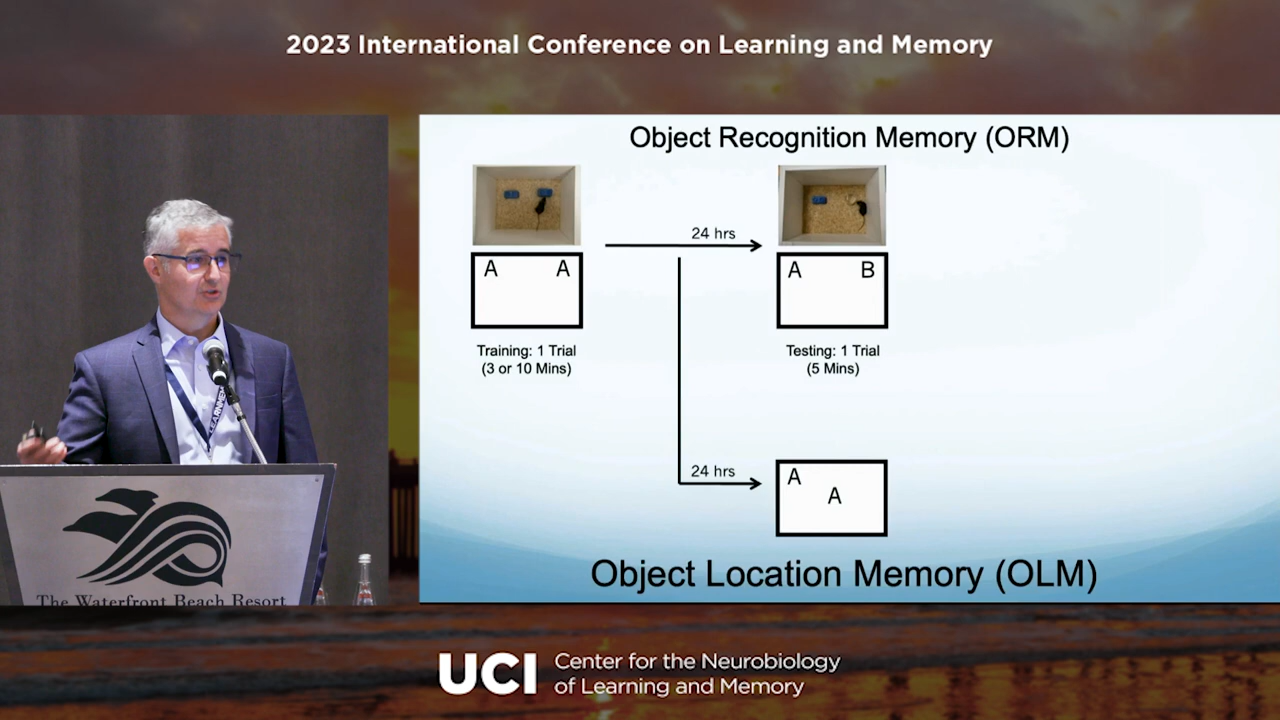 2023 International Conference on Learning and Memory
Object Recognition Memory (ORM)
24 hrs
A A
A B
Training: 1 Trial
(3 or 10 Mins)
Testing: 1 Trial
(5 Mins)
24 hrs
A
A
Object Location Memory (OLM)
LEARNMEM
The Waterfront Beach Resort
UCI Center for the Neurobiology
of Learning and Memory